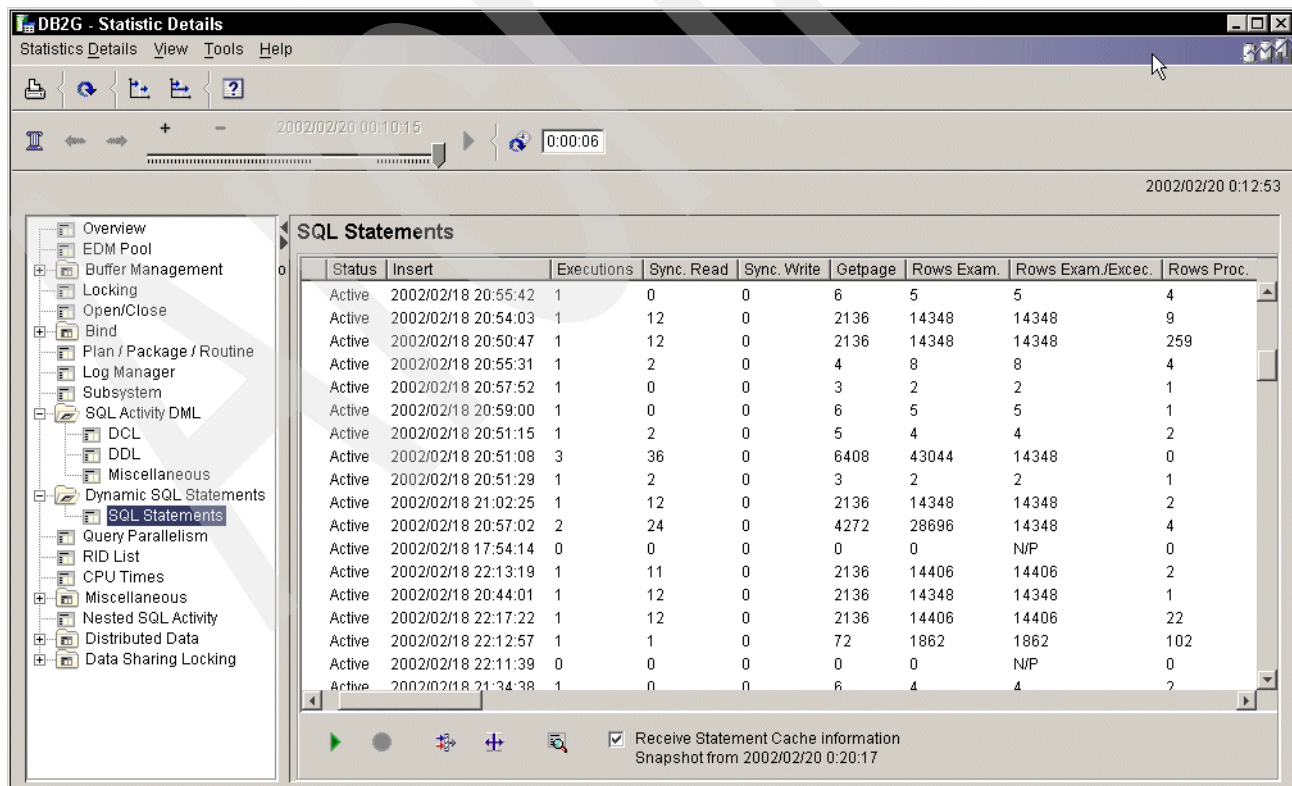 DB2G - Statistic Details
Statistics Details View Tools Help
+ - 2002/02/20 00:10:15 0:00:06
2002/02/20 0:12:53
Overview
EDM Pool
Buffer Management
Locking
Open/Close
Bind
Plan / Package / Routine
Log Manager
Subsystem
SQL Activity DML
DCL
DDL
Miscellaneous
Dynamic SQL Statements
SQL Statements
Query Parallelism
RID List
CPU Times
Miscellaneous
Nested SQL Activity
Distributed Data
Data Sharing Locking
o
SQL Statements
Status Insert Executions Sync. Read Sync. Write Getpage Rows Exam. Rows Exam./Excec. Rows Proc.
Active 2002/02/18 20:55:42 1 0 0 6 5 5 4
Active 2002/02/18 20:54:03 1 12 0 2136 14348 14348 9
Active 2002/02/18 20:50:47 1 12 0 2136 14348 14348 259
Active 2002/02/18 20:55:31 1 2 0 4 8 8 4
Active 2002/02/18 20:57:52 1 0 0 3 2 2 1
Active 2002/02/18 20:59:00 1 0 0 6 5 5 1
Active 2002/02/18 20:51:15 1 2 0 5 4 4 2
Active 2002/02/18 20:51:08 3 36 0 6408 43044 14348 0
Active 2002/02/18 20:51:29 1 2 0 3 2 2 1
Active 2002/02/18 21:02:25 1 12 0 2136 14348 14348 2
Active 2002/02/18 20:57:02 2 24 0 4272 28696 14348 4
Active 2002/02/18 17:54:14 0 0 0 0 0 N/P 0
Active 2002/02/18 22:13:19 1 11 0 2136 14406 14406 2
Active 2002/02/18 20:44:01 1 12 0 2136 14348 14348 1
Active 2002/02/18 22:17:22 1 12 0 2136 14406 14406 22
Active 2002/02/18 22:12:57 1 1 0 72 1862 1862 102
Active 2002/02/18 22:11:39 0 0 0 0 0 N/P 0
Active 2002/02/18 21:34:38 1 0 0 6 4 4 2
Receive Statement Cache information
Snapshot from 2002/02/20 0:20:17